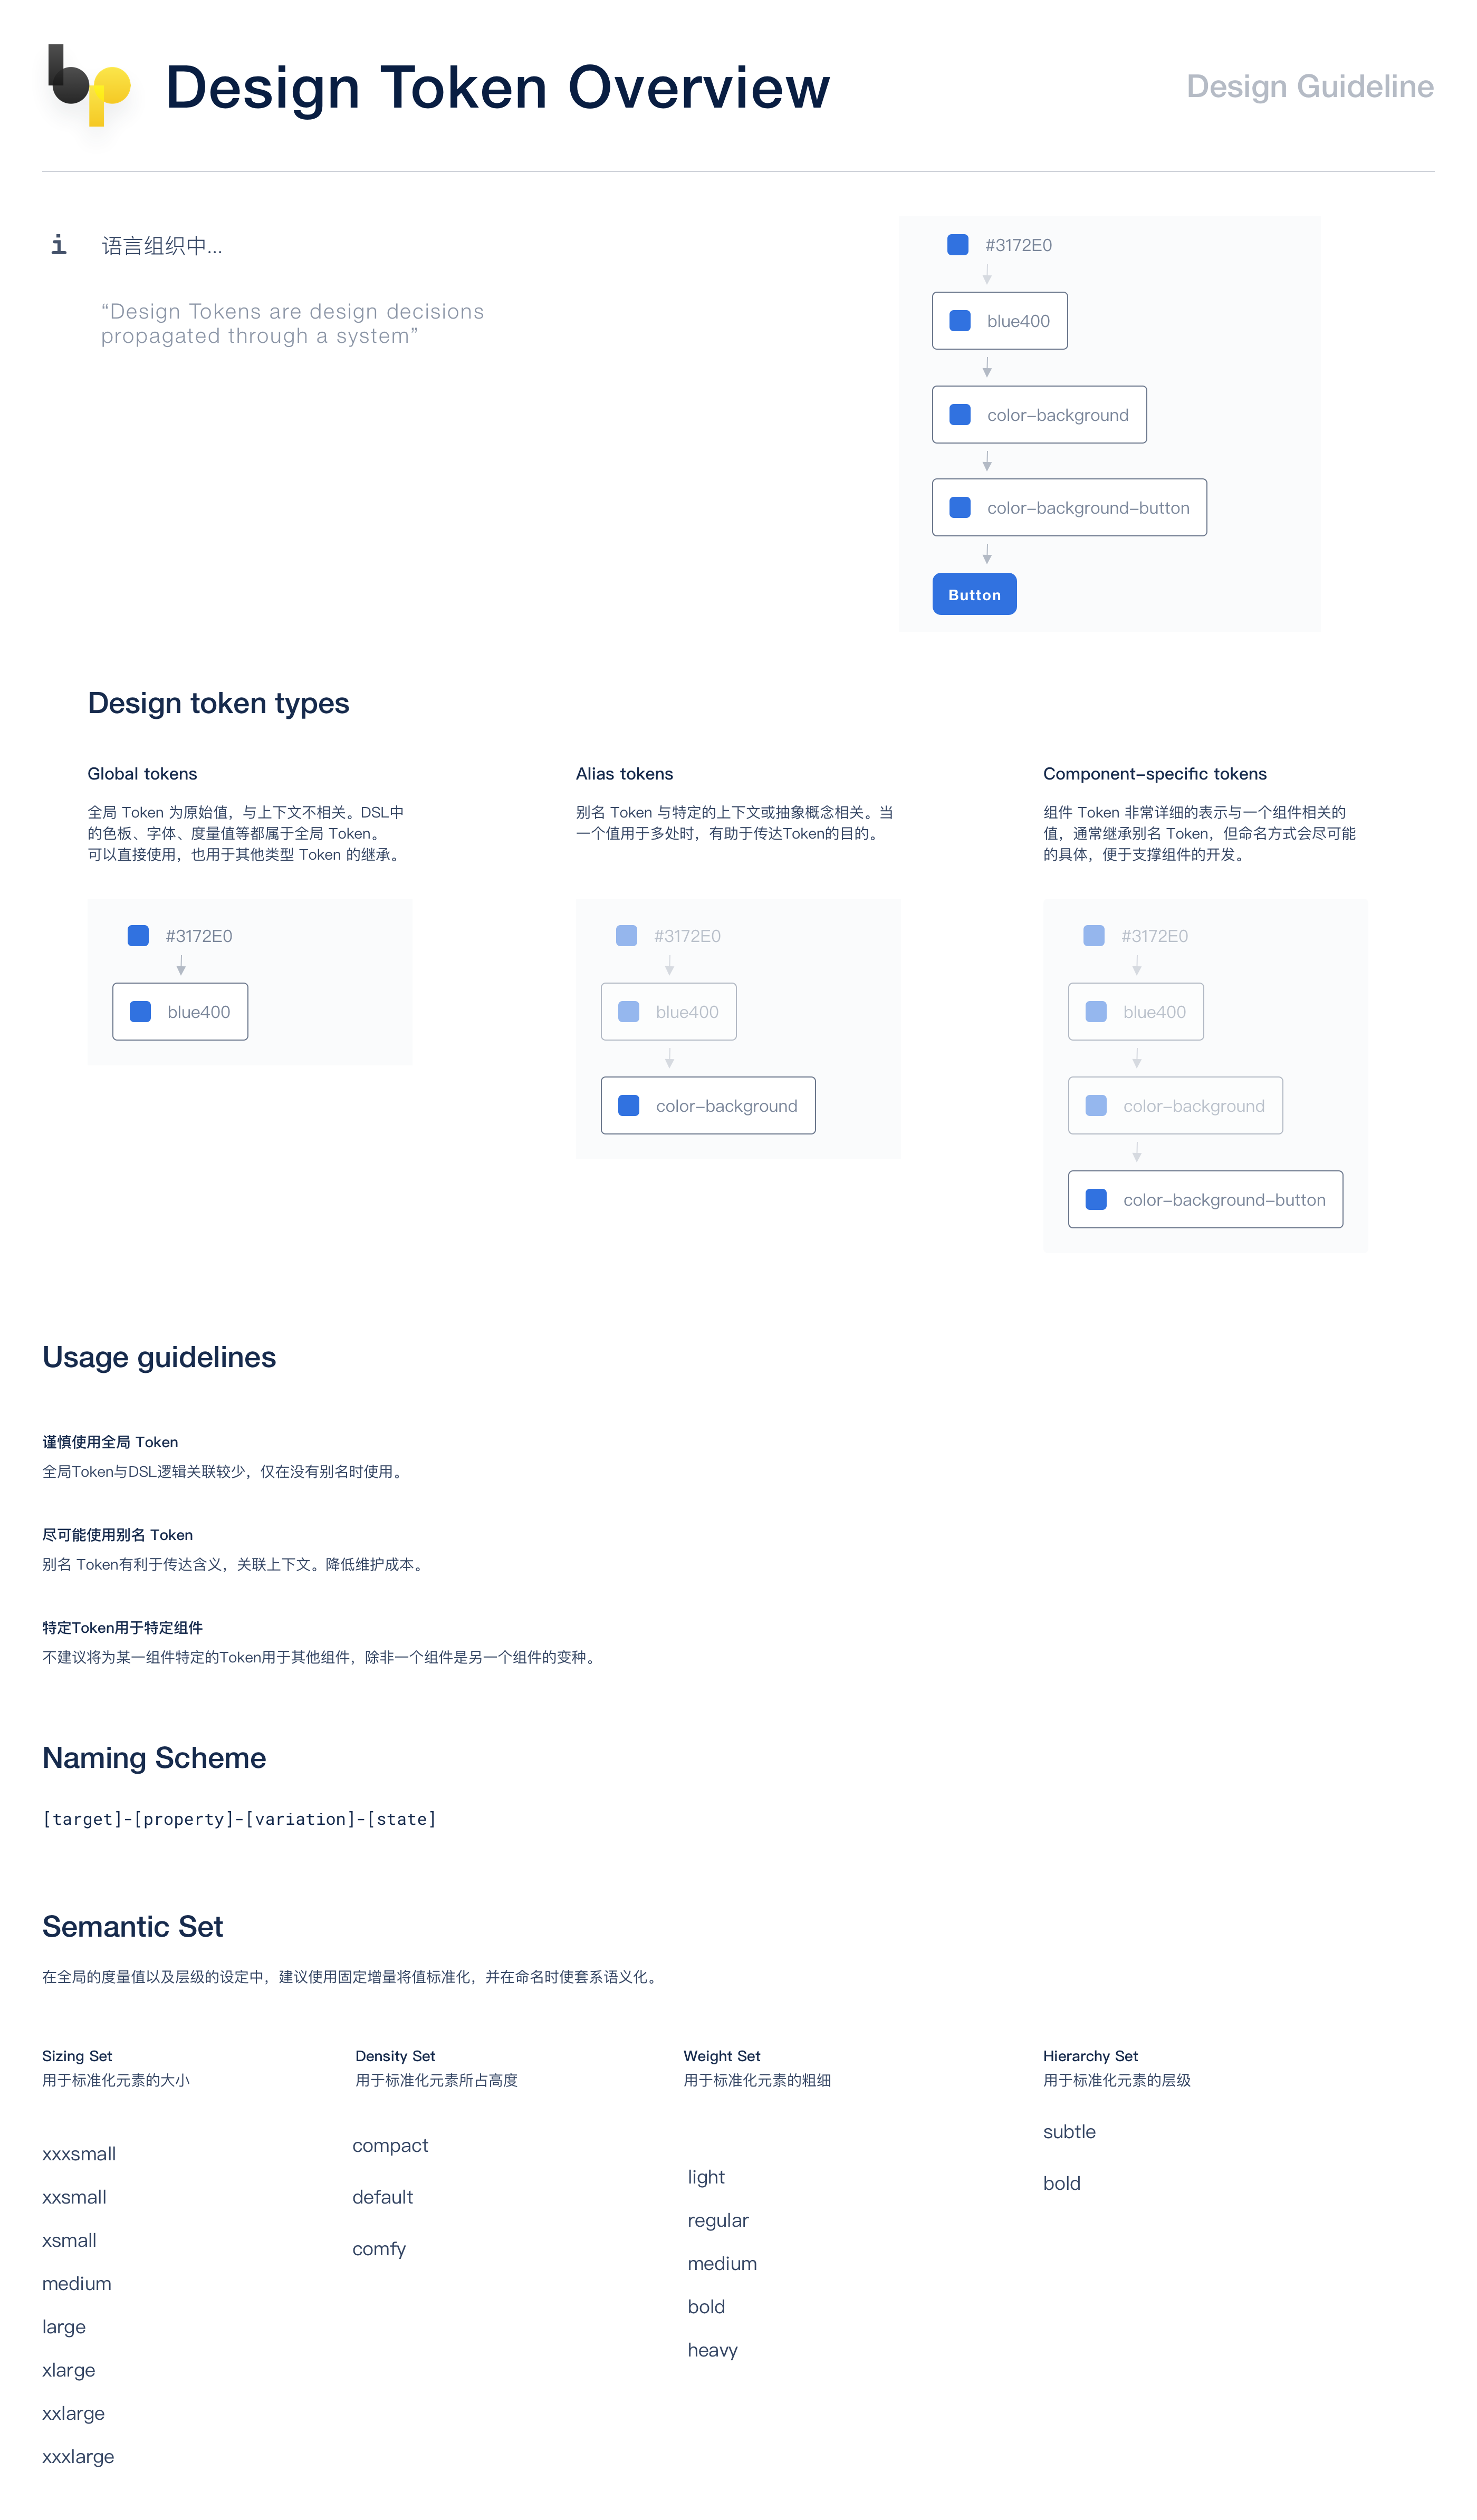 bp
Design Token Overview
Design Guideline
i
语言组织中...
“Design Tokens are design decisions
propagated through a system”
#3172E0
blue400
color-background
color-background-button
Button
Design token types
Global tokens
全局 Token 为原始值，与上下文不相关。DSL中
的色板、字体、度量值等都属于全局 Token。
可以直接使用，也用于其他类型 Token 的继承。
#3172E0
blue400
Alias tokens
别名 Token 与特定的上下文或抽象概念相关。当
一个值用于多处时，有助于传达Token的目的。
#3172E0
blue400
color-background
Component-specific tokens
组件 Token 非常详细的表示与一个组件相关的
值，通常继承别名 Token，但命名方式会尽可能
的具体，便于支撑组件的开发。
#3172E0
blue400
color-background
color-background-button
Usage guidelines
谨慎使用全局 Token
全局Token与DSL逻辑关联较少，仅在没有别名时使用。
尽可能使用别名 Token
别名 Token有利于传达含义，关联上下文。降低维护成本。
特定Token用于特定组件
不建议将为某一组件特定的Token用于其他组件，除非一个组件是另一个组件的变种。
Naming Scheme
[target]-[property]-[variation]-[state]
Semantic Set
在全局的度量值以及层级的设定中，建议使用固定增量将值标准化，并在命名时使套系语义化。
Sizing Set
用于标准化元素的大小
xxxsmall
xxsmall
xsmall
medium
large
xlarge
xxlarge
xxxlarge
Density Set
用于标准化元素所占高度
compact
default
comfy
Weight Set
用于标准化元素的粗细
light
regular
medium
bold
heavy
Hierarchy Set
用于标准化元素的层级
subtle
bold